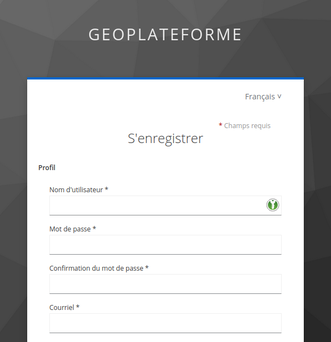 GEOPLATEFORME
Français ˅
* Champs requis
S'enregistrer
Profil
Nom d'utilisateur *
Mot de passe *
Confirmation du mot de passe *
Courriel *